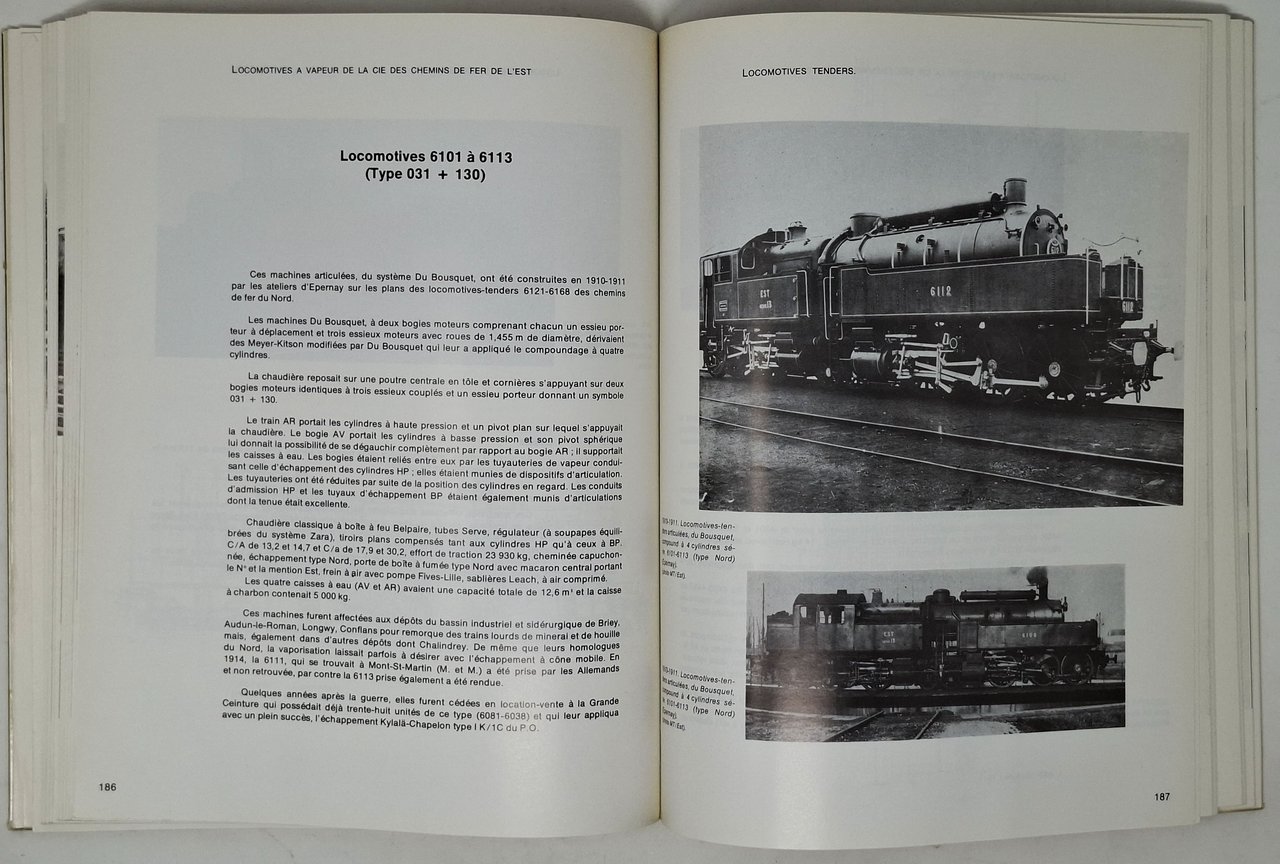 LOCOMOTIVES A VAPEUR DE LA CIE DES CHEMINS DE FER DE L'EST
Locomotives 6101 à 6113
(Type 031 + 130)
Ces machines articulées, du système Du Bousquet, ont été construites en 1910-1911
par les ateliers d'Epernay sur les plans des locomotives-tenders 6121-6168 des chemins
de fer du Nord.
Les machines Du Bousquet, à deux bogies moteurs comprenant chacun un essieu por-
teur à déplacement et trois essieux moteurs avec roues de 1,455 m de diamètre, dérivaient
des Meyer-Kitson modifiées par Du Bousquet qui leur a appliqué le compoundage à quatre
cylindres.
La chaudière reposait sur une poutre centrale en tôle et cornières s'appuyant sur deux
bogies moteurs identiques à trois essieux couplés et un essieu porteur donnant un symbole
031 + 130.
Le train AR portait les cylindres à haute pression et un pivot plan sur lequel s'appuyait
la chaudière. Le bogie AV portait les cylindres à basse pression et son pivot sphérique
lui donnait la possibilité de se dégauchir complètement par rapport au bogie AR ; il supportait
les caisses à eau. Les bogies étaient reliés entre eux par les tuyauteries de vapeur condui-
sant celle d'échappement des cylindres HP ; elles étaient munies de dispositifs d'articulation.
Les tuyauteries ont été réduites par suite de la position des cylindres en regard. Les conduits
d'admission HP et les tuyaux d'échappement BP étaient également munis d'articulations
dont la tenue était excellente.
Chaudière classique à boîte à feu Belpaire, tubes Serve, régulateur (à soupapes équili-
brées du système Zara), tiroirs plans compensés tant aux cylindres HP qu'à ceux à BP.
C/A de 13,2 et 14,7 et C/a de 17,9 et 30,2, effort de traction 23 930 kg, cheminée capuchon-
née, échappement type Nord, porte de boîte à fumée type Nord avec macaron central portant
le N° et la mention Est, frein à air avec pompe Fives-Lille, sablières Leach, à air comprimé.
Les quatre caisses à eau (AV et AR) avaient une capacité totale de 12,6 m³ et la caisse
à charbon contenait 5 000 kg.
Ces machines furent affectées aux dépôts du bassin industriel et sidérurgique de Briey,
Audun-le-Roman, Longwy, Conflans pour remorque des trains lourds de minerai et de houille
mais, également dans d'autres dépôts dont Chalindrey. De même que leurs homologues
du Nord, la vaporisation laissait parfois à désirer avec l'échappement à cône mobile. En
1914, la 6111, qui se trouvait à Mont-St-Martin (M. et M.) a été prise par les Allemands
et non retrouvée, par contre la 6113 prise également a été rendue.
Quelques années après la guerre, elles furent cédées en location-vente à la Grande
Ceinture qui possédait déjà trente-huit unités de ce type (6081-6038) et qui leur appliqua
avec un plein succès, l'échappement Kylälä-Chapelon type I K/1C du P.O.
186
LOCOMOTIVES TENDERS.
EST
6112
6112
1910-1911. Locomotives-ten-
articulées, du Bousquet,
compound à 4 cylindres sé-
6101-6113 (type Nord)
(Epernay).
EST
1910-1911. Locomotives-ten-
articulées, du Bousquet,
compound à 4 cylindres sé-
6101-6113 (type Nord)
(Epernay).
187